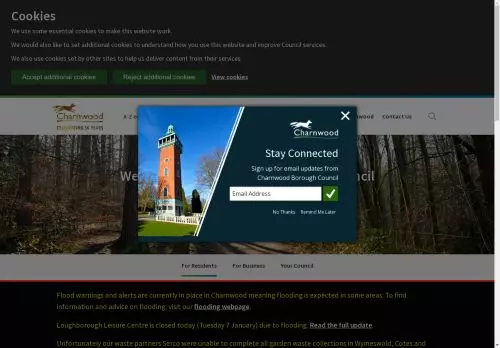 Cookies
We use some essential cookies to make this website work.
We would also like to set additional cookies to understand how you use this website and improve Council services.
We also use cookies set by other sites to help us deliver content from their services.
Accept additional cookies
Reject additional cookies
View cookies
Charnwood
A-Z
Contact Us
Charnwood
Stay Connected
Sign up for email updates from
Charnwood Borough Council
Email Address
No Thanks
Remind Me Later
For Residents
For Business
Your Council
Flood warnings and alerts are currently in place in Charnwood meaning flooding is expected in some areas. To find
information and advice on flooding, visit our flooding webpage.
Loughborough Leisure Centre is closed today (Tuesday 7 January) due to flooding. Read the full update.
Unfortunately our waste partners Serco were unable to complete all garden waste collections in Wymeswold, Cotes and